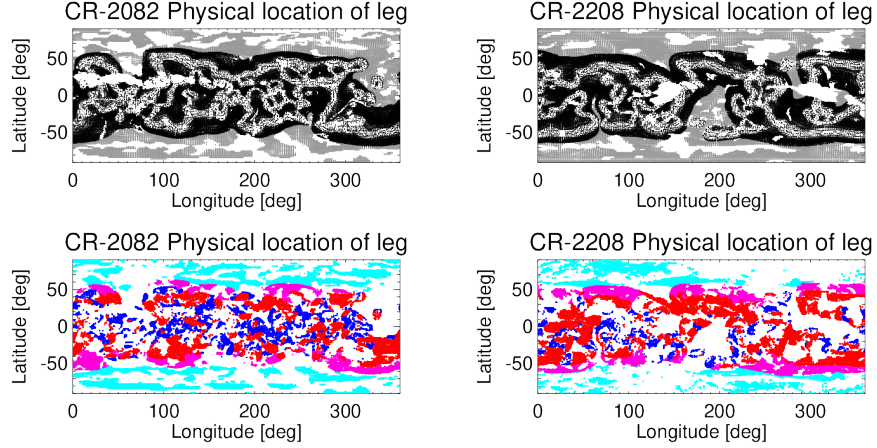 CR-2082 Physical location of leg
CR-2208 Physical location of leg
Latitude [deg]
50
0
-50
0 100 200 300
Longitude [deg]
Latitude [deg]
50
0
-50
0 100 200 300
Longitude [deg]
CR-2082 Physical location of leg
CR-2208 Physical location of leg
Latitude [deg]
50
0
-50
0 100 200 300
Longitude [deg]
Latitude [deg]
50
0
-50
0 100 200 300
Longitude [deg]